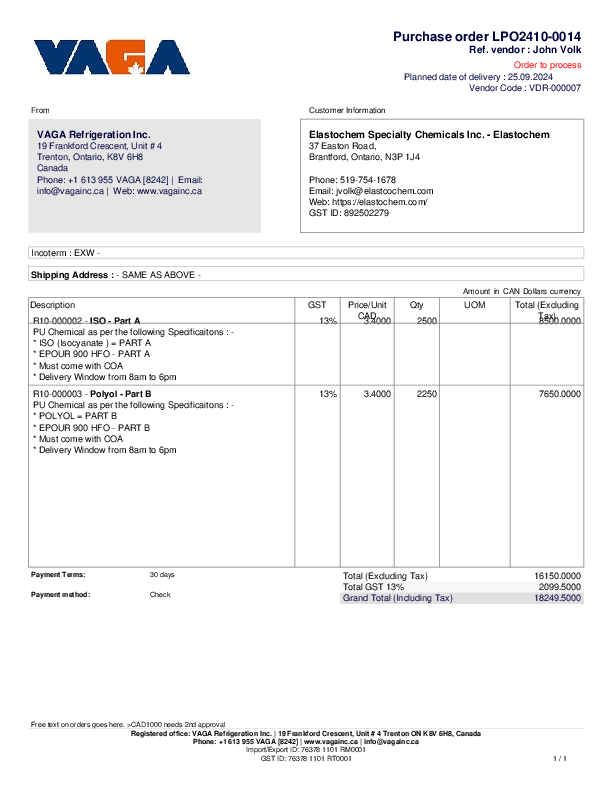 VAGA
Purchase order LPO2410-0014
Ref. vendor : John Volk
Order to process
Planned date of delivery : 25.09.2024
Vendor Code : VDR-000007
From
Customer Information
VAGA Refrigeration Inc.
19 Frankford Crescent, Unit # 4
Trenton, Ontario, K8V 6H8
Canada
Phone: +1 613 955 VAGA [8242] | Email:
info@vagainc.ca | Web: www.vagainc.ca
Elastochem Specialty Chemicals Inc. - Elastochem
37 Easton Road,
Brantford, Ontario, N3P 1J4
Phone: 519-754-1678
Email: jvolk@elastcochem.com
Web: https://elastochem.com/
GST ID: 892502279
Incoterm : EXW -
Shipping Address : - SAME AS ABOVE -
Amount in CAN Dollars currency
Description GST Price/Unit CAD Qty UOM Total (Excluding Tax)
R10-000002 - ISO - Part A 13% 3.4000 2500 8500.0000
PU Chemical as per the following Specificaitons : -
* ISO (Isocyanate ) = PART A
* EPOUR 900 HFO - PART A
* Must come with COA
* Delivery Window from 8am to 6pm
R10-000003 - Polyol - Part B 13% 3.4000 2250 7650.0000
PU Chemical as per the following Specificaitons : -
* POLYOL = PART B
* EPOUR 900 HFO - PART B
* Must come with COA
* Delivery Window from 8am to 6pm
Payment Terms: 30 days
Payment method: Check
Total (Excluding Tax) 16150.0000
Total GST 13% 2099.5000
Grand Total (Including Tax) 18249.5000
Free text on orders goes here. >CAD1000 needs 2nd approval
Registered office: VAGA Refrigeration Inc. | 19 Frankford Crescent, Unit # 4 Trenton ON K8V 6H8, Canada
Phone: +1 613 955 VAGA [8242] | www.vagainc.ca | info@vagainc.ca
Import/Export ID: 76378 1101 RM0001
GST ID: 76378 1101 RT0001
1 / 1